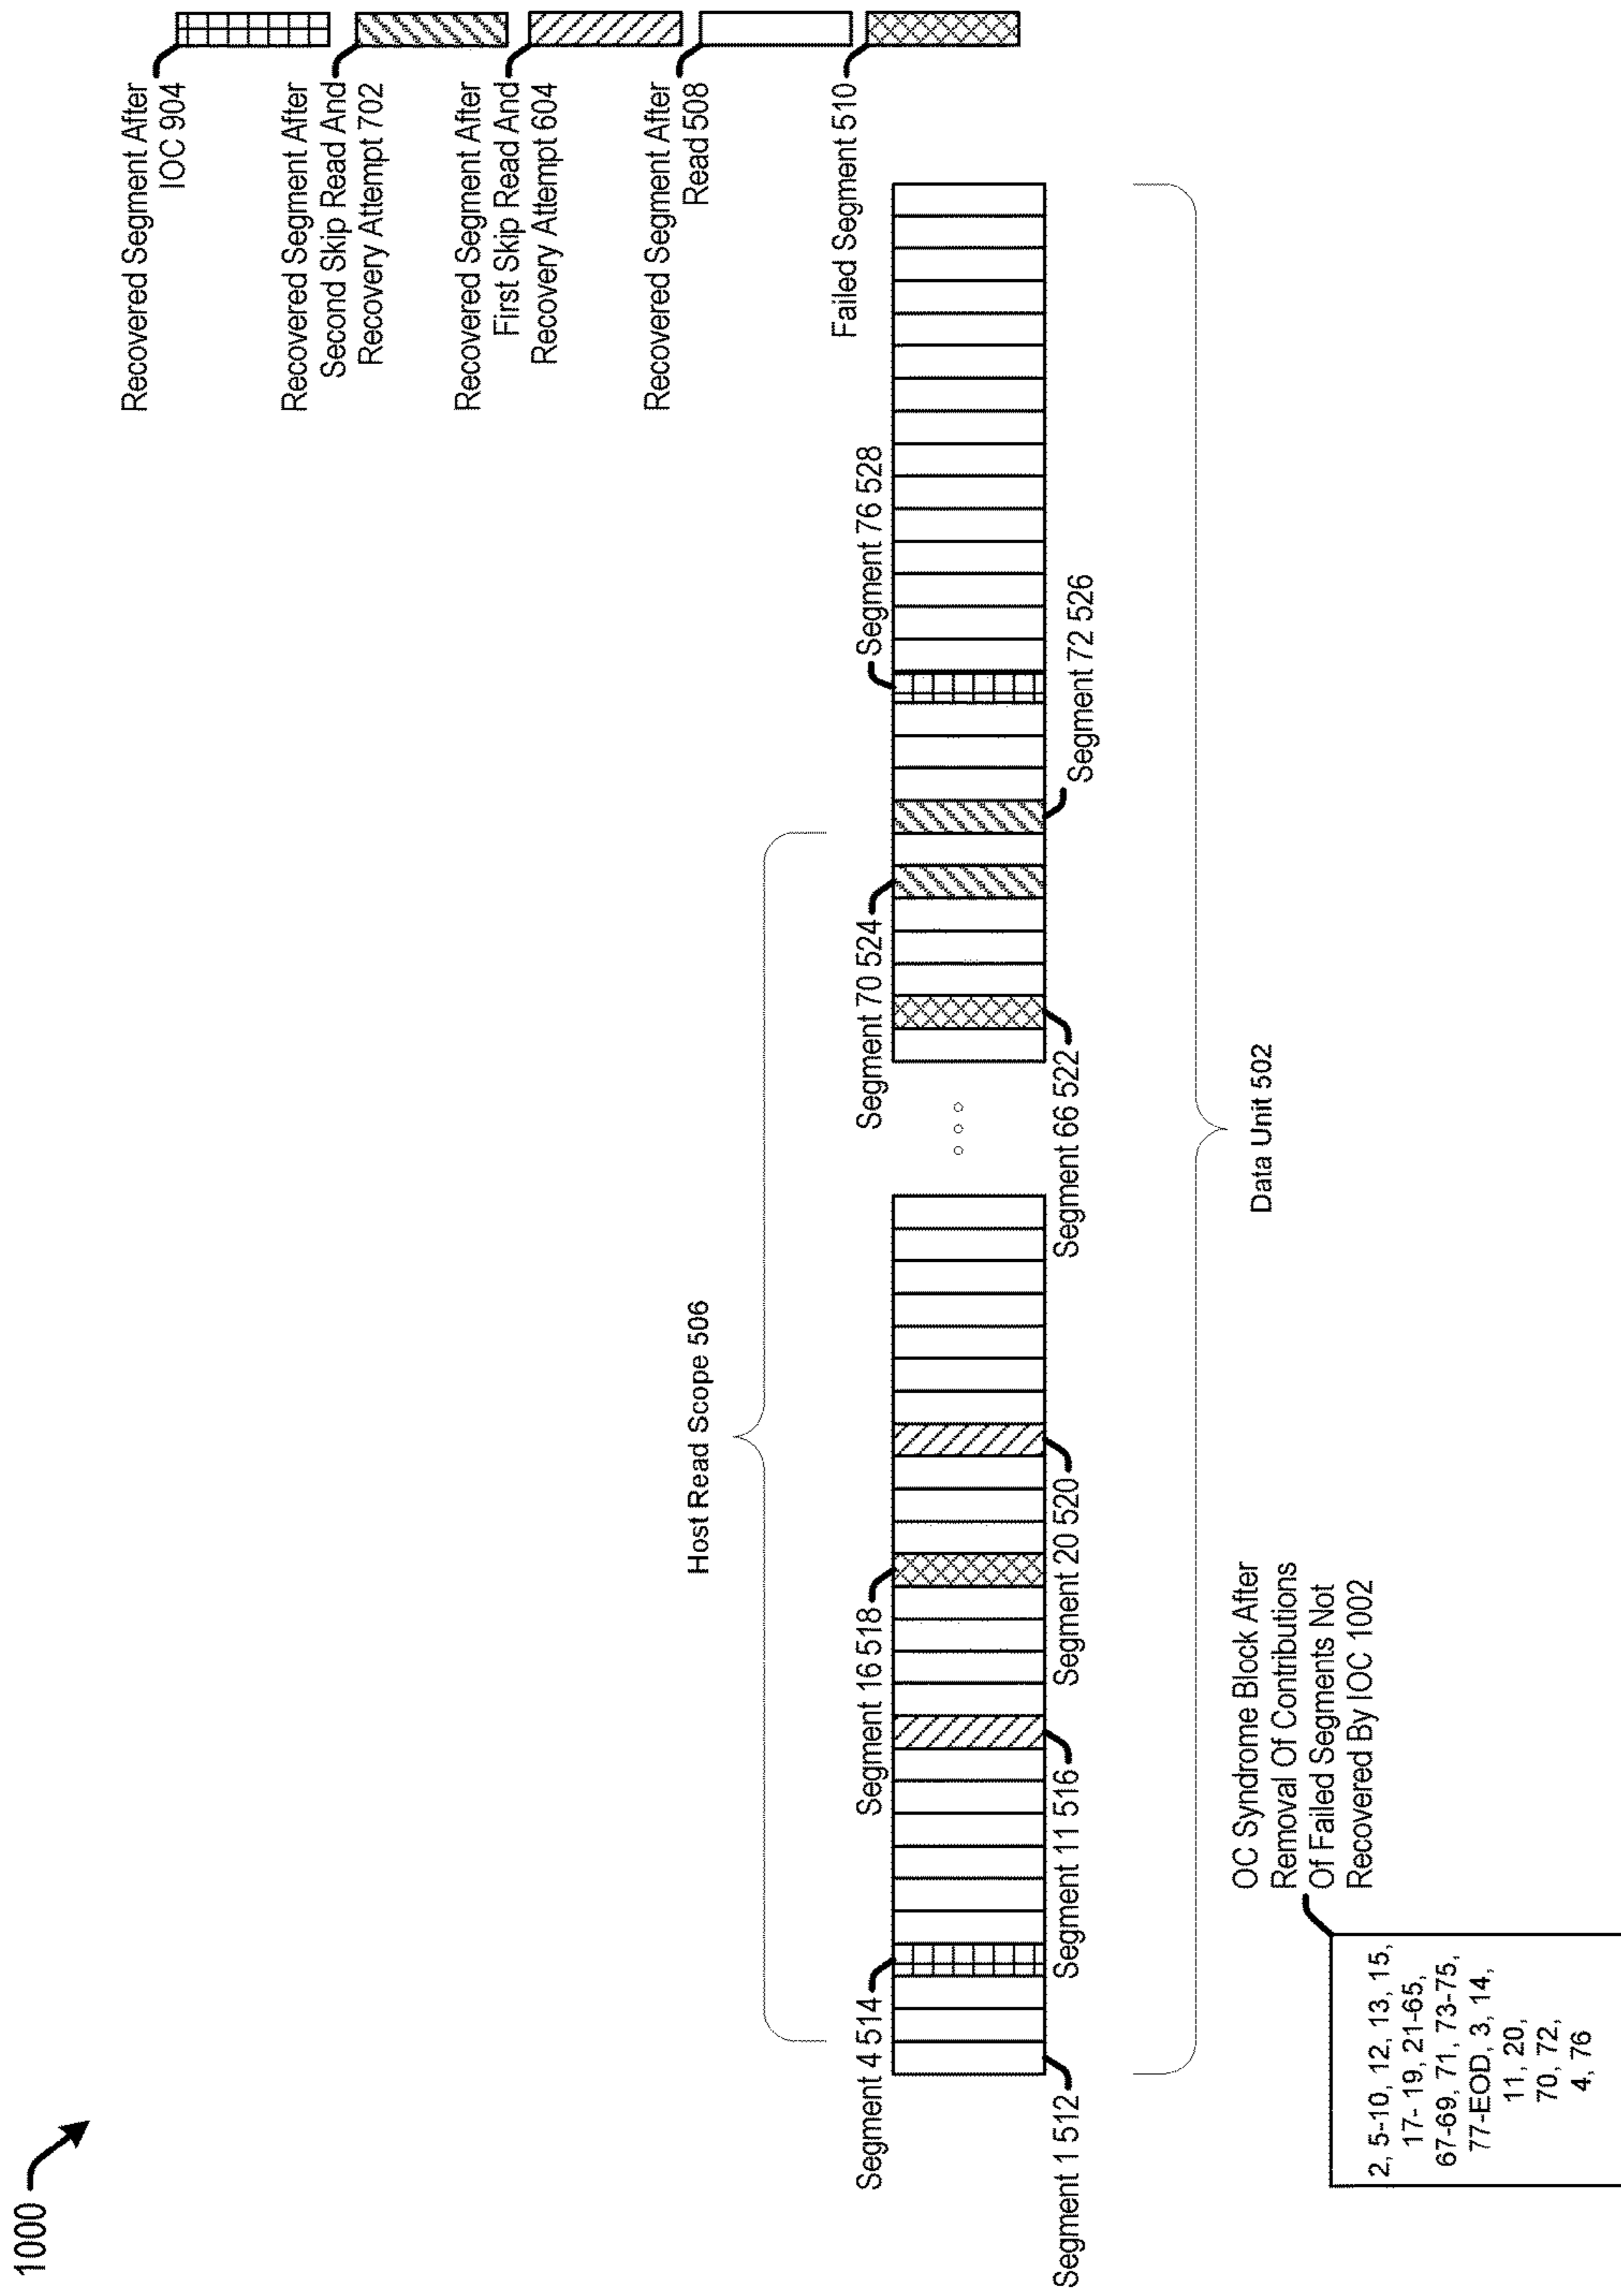 1000
Recovered Segment After
IOC 904
Recovered Segment After
Second Skip Read And
Recovery Attempt 702
Recovered Segment After
First Skip Read And
Recovery Attempt 604
Recovered Segment After
Read 508
Failed Segment 510
Host Read Scope 506
Segment 4 514
Segment 16 518
Segment 70 524
Segment 76 528
Segment 1 512
Segment 11 516
Segment 20 520
Segment 66 522
Segment 72 526
Data Unit 502
OC Syndrome Block After
Removal Of Contributions
Of Failed Segments Not
Recovered By IOC 1002
2, 5-10, 12, 13, 15,
17- 19, 21-65,
67-69, 71, 73-75,
77-EOD, 3, 14,
11, 20,
70, 72,
4, 76